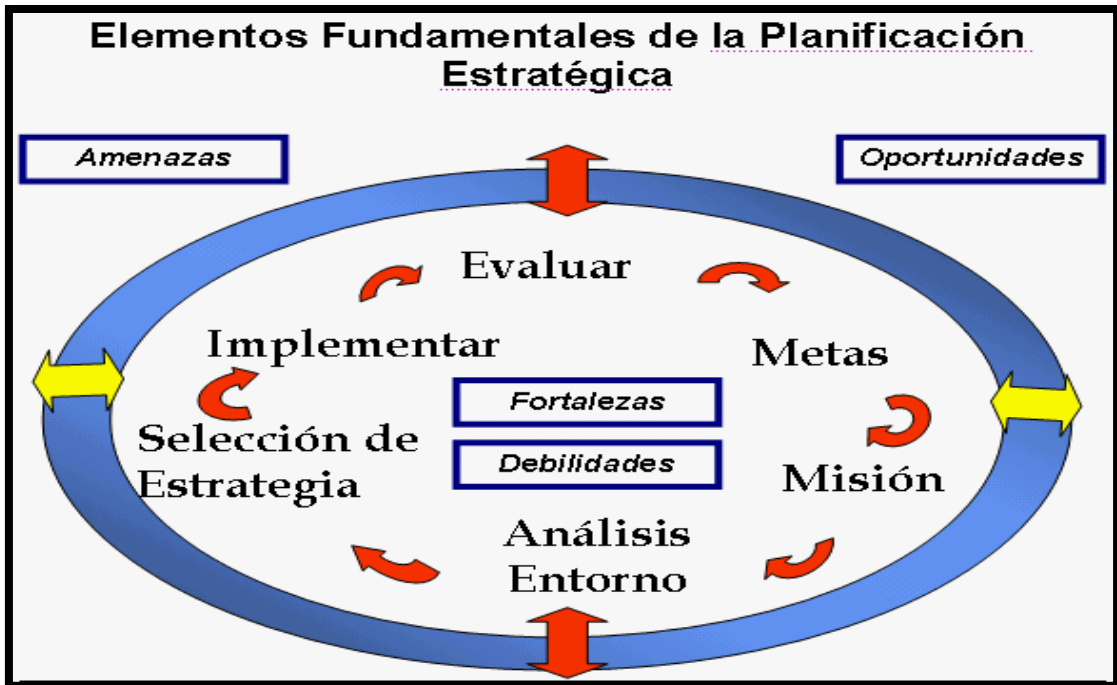 Elementos Fundamentales de la Planificación
Estratégica
Amenazas
Oportunidades
Evaluar
Implementar
Metas
Fortalezas
Selección de
Estrategia
Debilidades
Misión
Análisis
Entorno